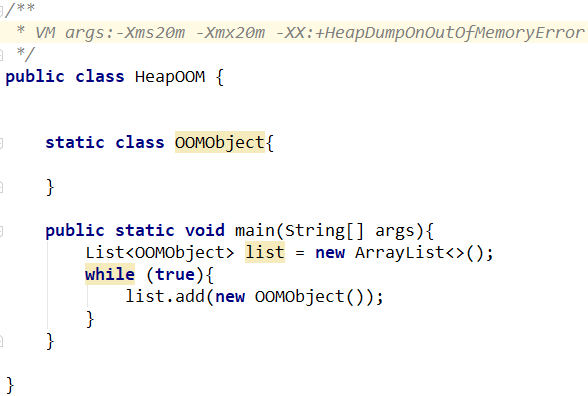 /**
 * VM args:-Xms20m -Xmx20m -XX:+HeapDumpOnOutOfMemoryError
 */
public class HeapOOM {
    static class OOMObject{
    }
    public static void main(String[] args){
        List<OOMObject> list = new ArrayList<>();
        while (true){
            list.add(new OOMObject());
        }
    }
}